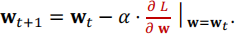 w_{t+1} = w_t − α · ∂ L / ∂ w |_{w=w_t}.